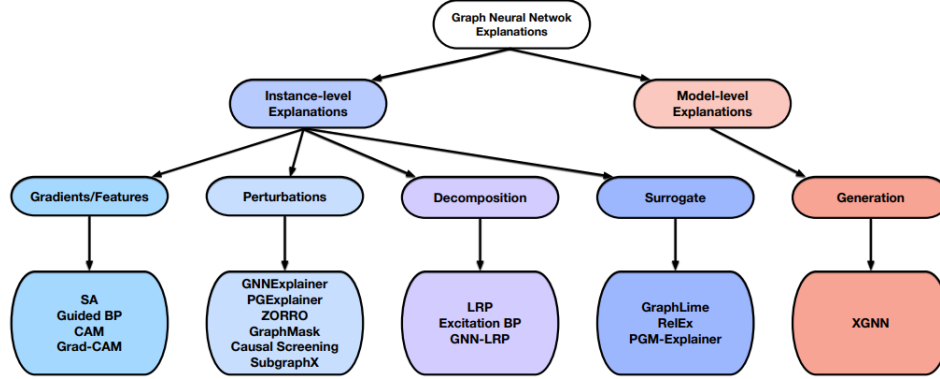 Graph Neural Netwok
Explanations
Instance-level
Explanations
Model-level
Explanations
Gradients/Features
Perturbations
Decomposition
Surrogate
Generation
SA
Guided BP
CAM
Grad-CAM
GNNExplainer
PGExplainer
ZORRO
GraphMask
Causal Screening
SubgraphX
LRP
Excitation BP
GNN-LRP
GraphLime
RelEx
PGM-Explainer
XGNN